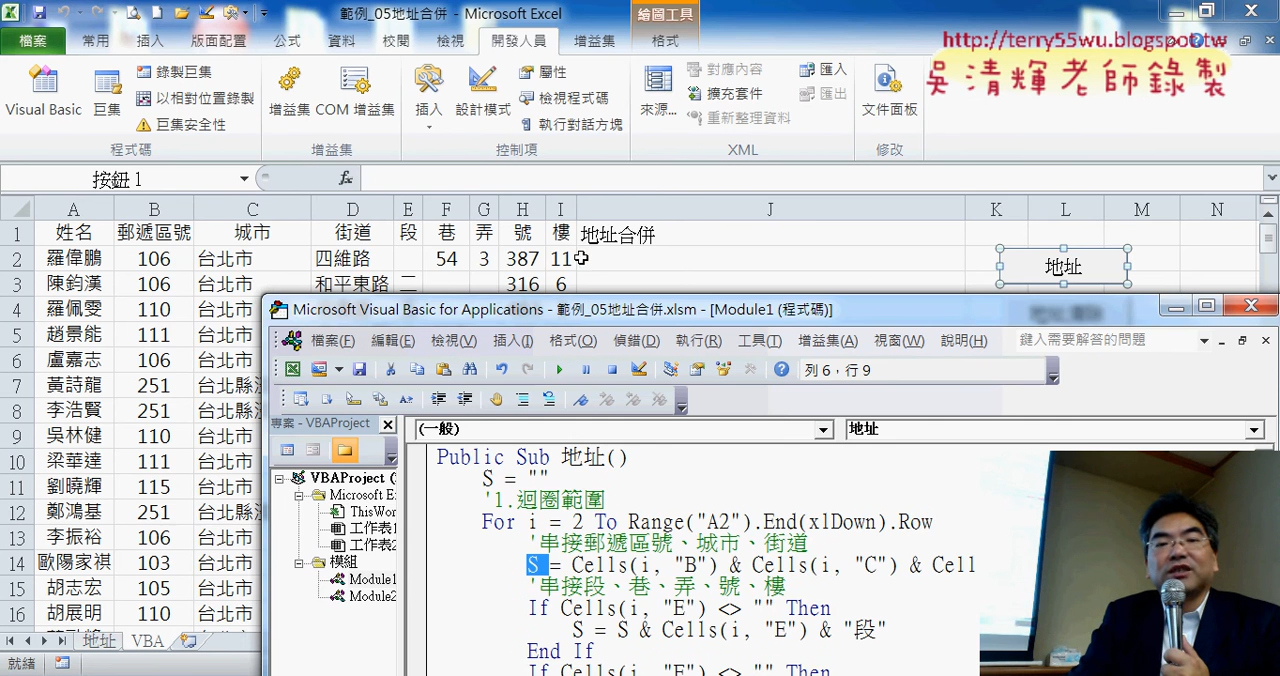 範例_05地址合併 - Microsoft Excel
繪圖工具
檔案 常用 插入 版面配置 公式 資料 校閱 檢視 開發人員 增益集 格式
http://terry55wu.blogspot.tw
吳清輝老師錄製
Visual Basic 巨集 錄製巨集 以相對位置錄製 巨集安全性
增益集 COM 增益集 插入 設計模式 屬性 檢視程式碼 執行對話方塊
來源... 對應內容 擴充套件 重新整理資料 匯入 匯出 文件面板
程式碼 增益集 控制項 XML 修改
按鈕 1 fx
A B C D E F G H I J K L M N
1 姓名 郵遞區號 城市 街道 段 巷 弄 號 樓 地址合併
2 羅偉鵬 106 台北市 四維路 54 3 387 11
地址
3 陳鈞漢 106 台北市 和平東路 二 316 6
4 羅佩雯 110 台北市
5 趙景能 111 台北市
6 盧嘉志 106 台北市
7 黃詩龍 251 台北縣淡
8 李浩賢 251 台北縣淡
9 吳林健 110 台北市
10 梁華達 111 台北市
11 劉曉輝 115 台北市
12 鄭鴻基 251 台北縣淡
13 李振裕 106 台北市
14 歐陽家祺 103 台北市
15 胡志宏 105 台北市
16 胡展明 110 台北市
地址 VBA
就緒
Microsoft Visual Basic for Applications - 範例_05地址合併.xlsm - [Module1 (程式碼)]
檔案(F) 編輯(E) 檢視(V) 插入(I) 格式(O) 偵錯(D) 執行(R) 工具(T) 增益集(A) 視窗(W) 說明(H) 鍵入需要解答的問題
列 6，行 9
專案 - VBAProject
VBAProject (
Microsoft E
ThisWor
工作表1
工作表2
模組
Module1
Module2
(一般) 地址
Public Sub 地址()
S = ""
'1.迴圈範圍
For i = 2 To Range("A2").End(xlDown).Row
'串接郵遞區號、城市、街道
S = Cells(i, "B") & Cells(i, "C") & Cell
'串接段、巷、弄、號、樓
If Cells(i, "E") <> "" Then
S = S & Cells(i, "E") & "段"
End If